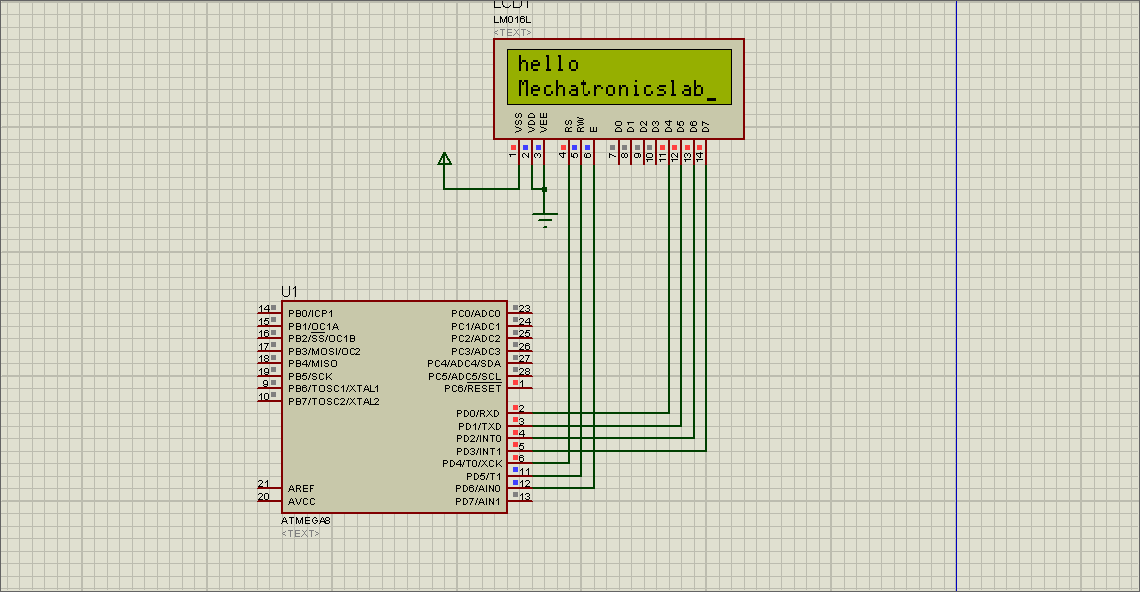 LCD1
LM016L
<TEXT>
hello
Mechatronicslab_
VSS VDD VEE RS RW E D0 D1 D2 D3 D4 D5 D6 D7
1 2 3 4 5 6 7 8 9 10 11 12 13 14
U1
14 PB0/ICP1 PC0/ADC0 23
15 PB1/OC1A PC1/ADC1 24
16 PB2/SS/OC1B PC2/ADC2 25
17 PB3/MOSI/OC2 PC3/ADC3 26
18 PB4/MISO PC4/ADC4/SDA 27
19 PB5/SCK PC5/ADC5/SCL 28
9 PB6/TOSC1/XTAL1 PC6/RESET 1
10 PB7/TOSC2/XTAL2
PD0/RXD 2
PD1/TXD 3
PD2/INT0 4
PD3/INT1 5
PD4/T0/XCK 6
PD5/T1 11
21 AREF PD6/AIN0 12
20 AVCC PD7/AIN1 13
ATMEGA8
<TEXT>